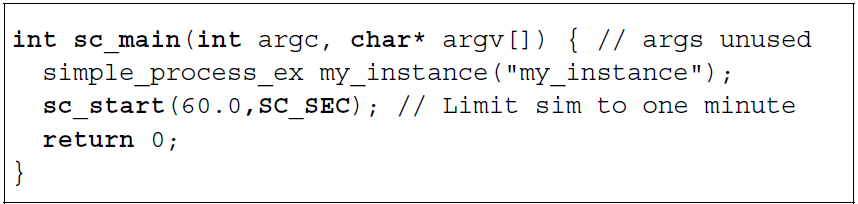 int sc_main(int argc, char* argv[]) { // args unused
  simple_process_ex my_instance("my_instance");
  sc_start(60.0,SC_SEC); // Limit sim to one minute
  return 0;
}